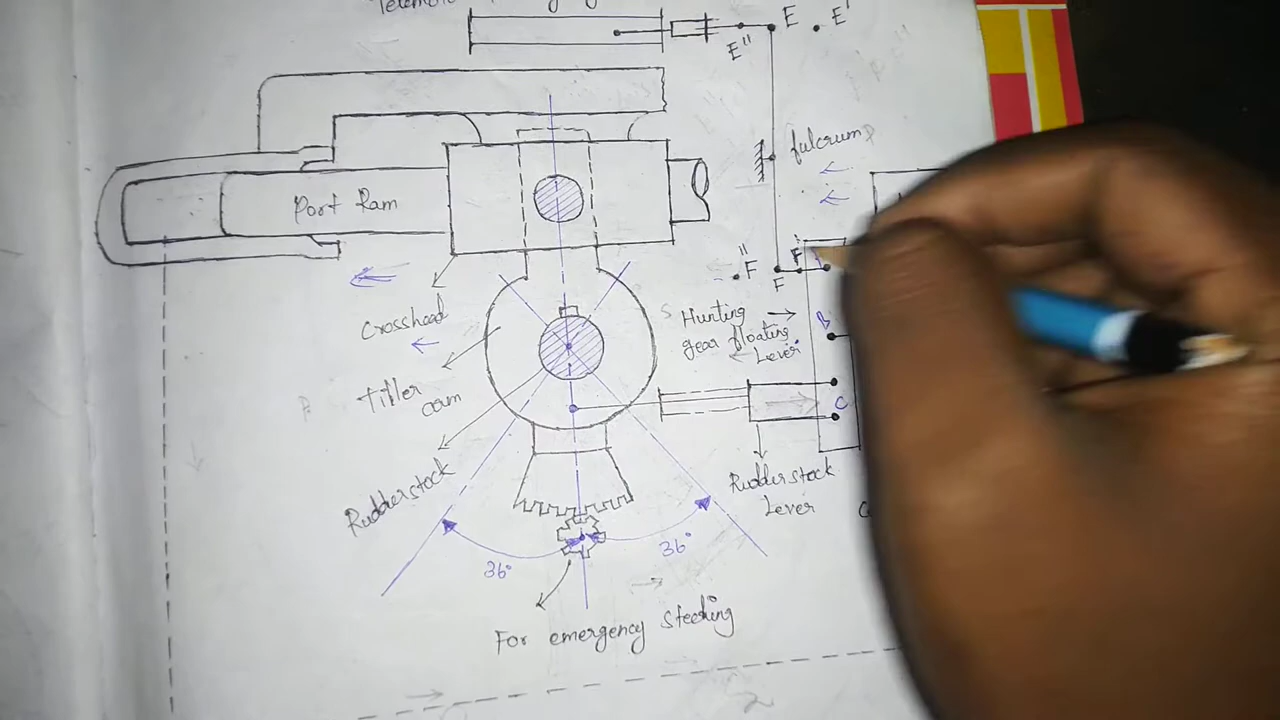 E
E'
E"
fulcrum
Port Ram
"F
F
F'
Crosshead
Hunting
gear floating
Lever
B
Tiller
arm
C
Rudderstock
Rudderstock
Lever
36°
36°
For emergency steering